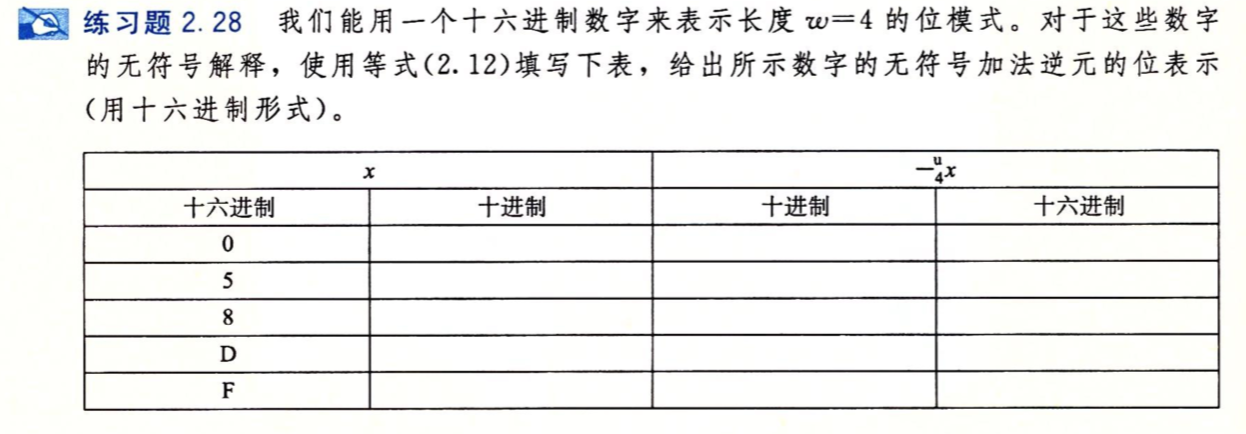 练习题 2.28 我们能用一个十六进制数字来表示长度 w=4 的位模式。对于这些数字
的无符号解释，使用等式(2.12)填写下表，给出所示数字的无符号加法逆元的位表示
(用十六进制形式)。
x -⁠ᵘ₄x
十六进制 十进制 十进制 十六进制
0
5
8
D
F